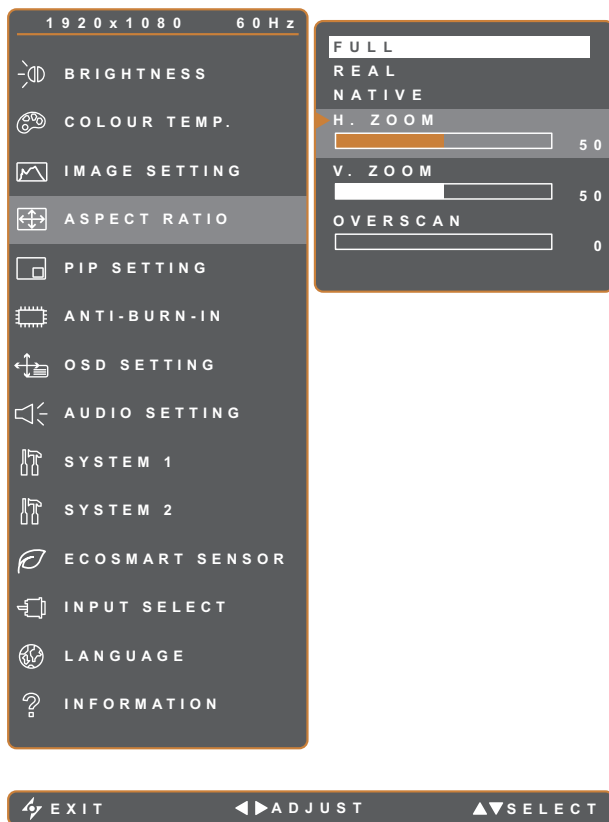 1920x1080 60Hz
BRIGHTNESS
COLOUR TEMP.
IMAGE SETTING
ASPECT RATIO
PIP SETTING
ANTI-BURN-IN
OSD SETTING
AUDIO SETTING
SYSTEM 1
SYSTEM 2
ECOSMART SENSOR
INPUT SELECT
LANGUAGE
INFORMATION
FULL
REAL
NATIVE
H. ZOOM
50
V. ZOOM
50
OVERSCAN
0
EXIT ADJUST SELECT